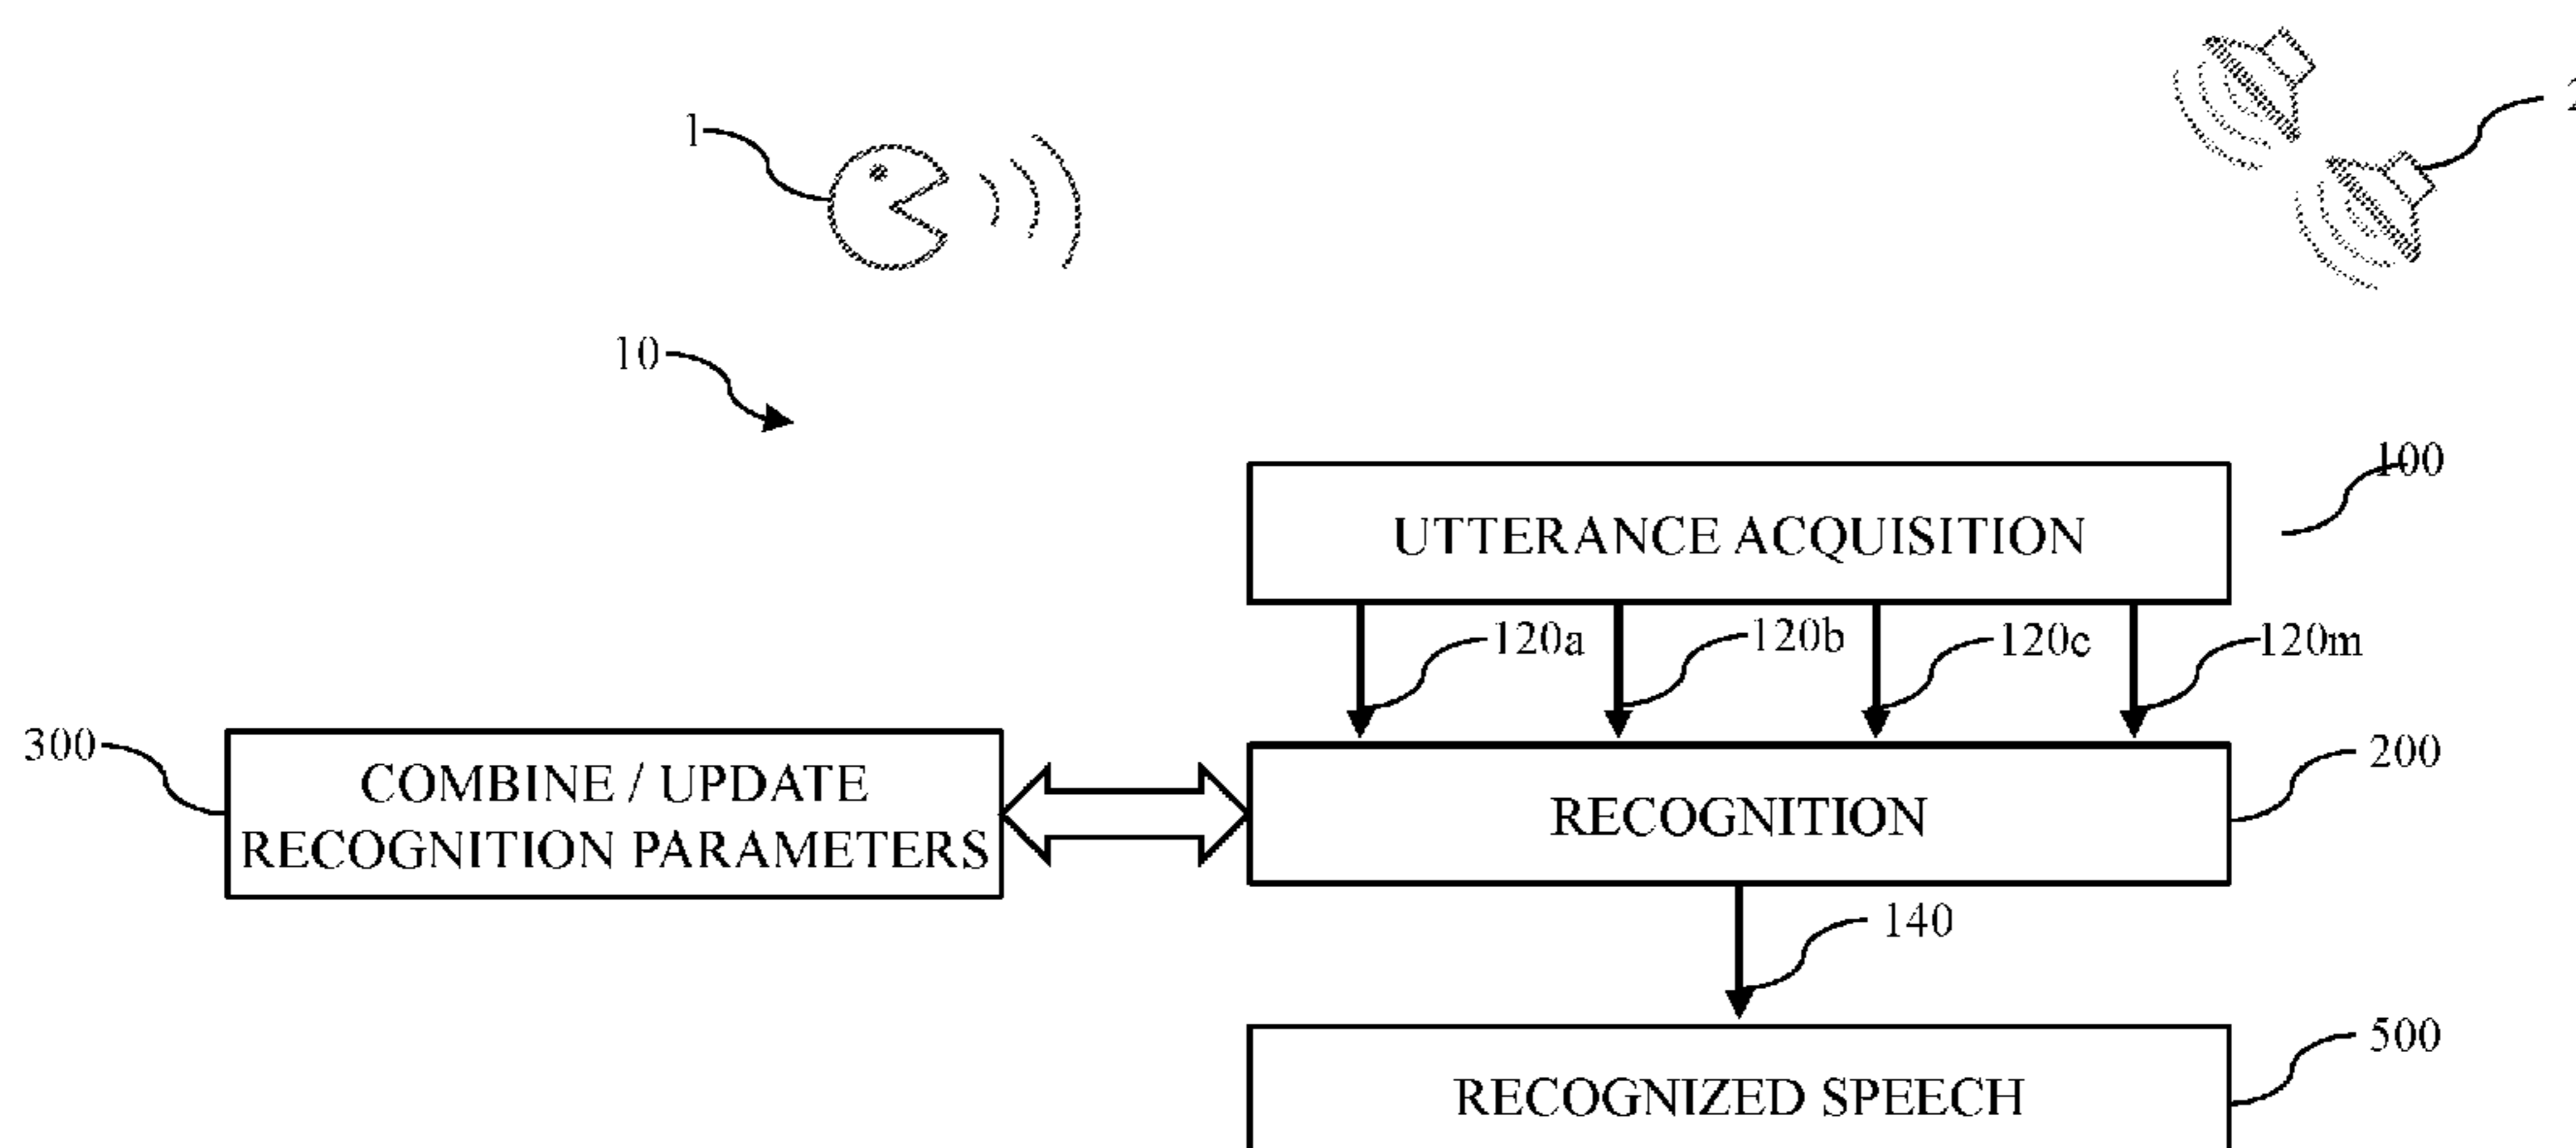 1
10
100
UTTERANCE ACQUISITION
120a 120b 120c 120m
300
COMBINE / UPDATE
RECOGNITION PARAMETERS
RECOGNITION
200
140
500
RECOGNIZED SPEECH